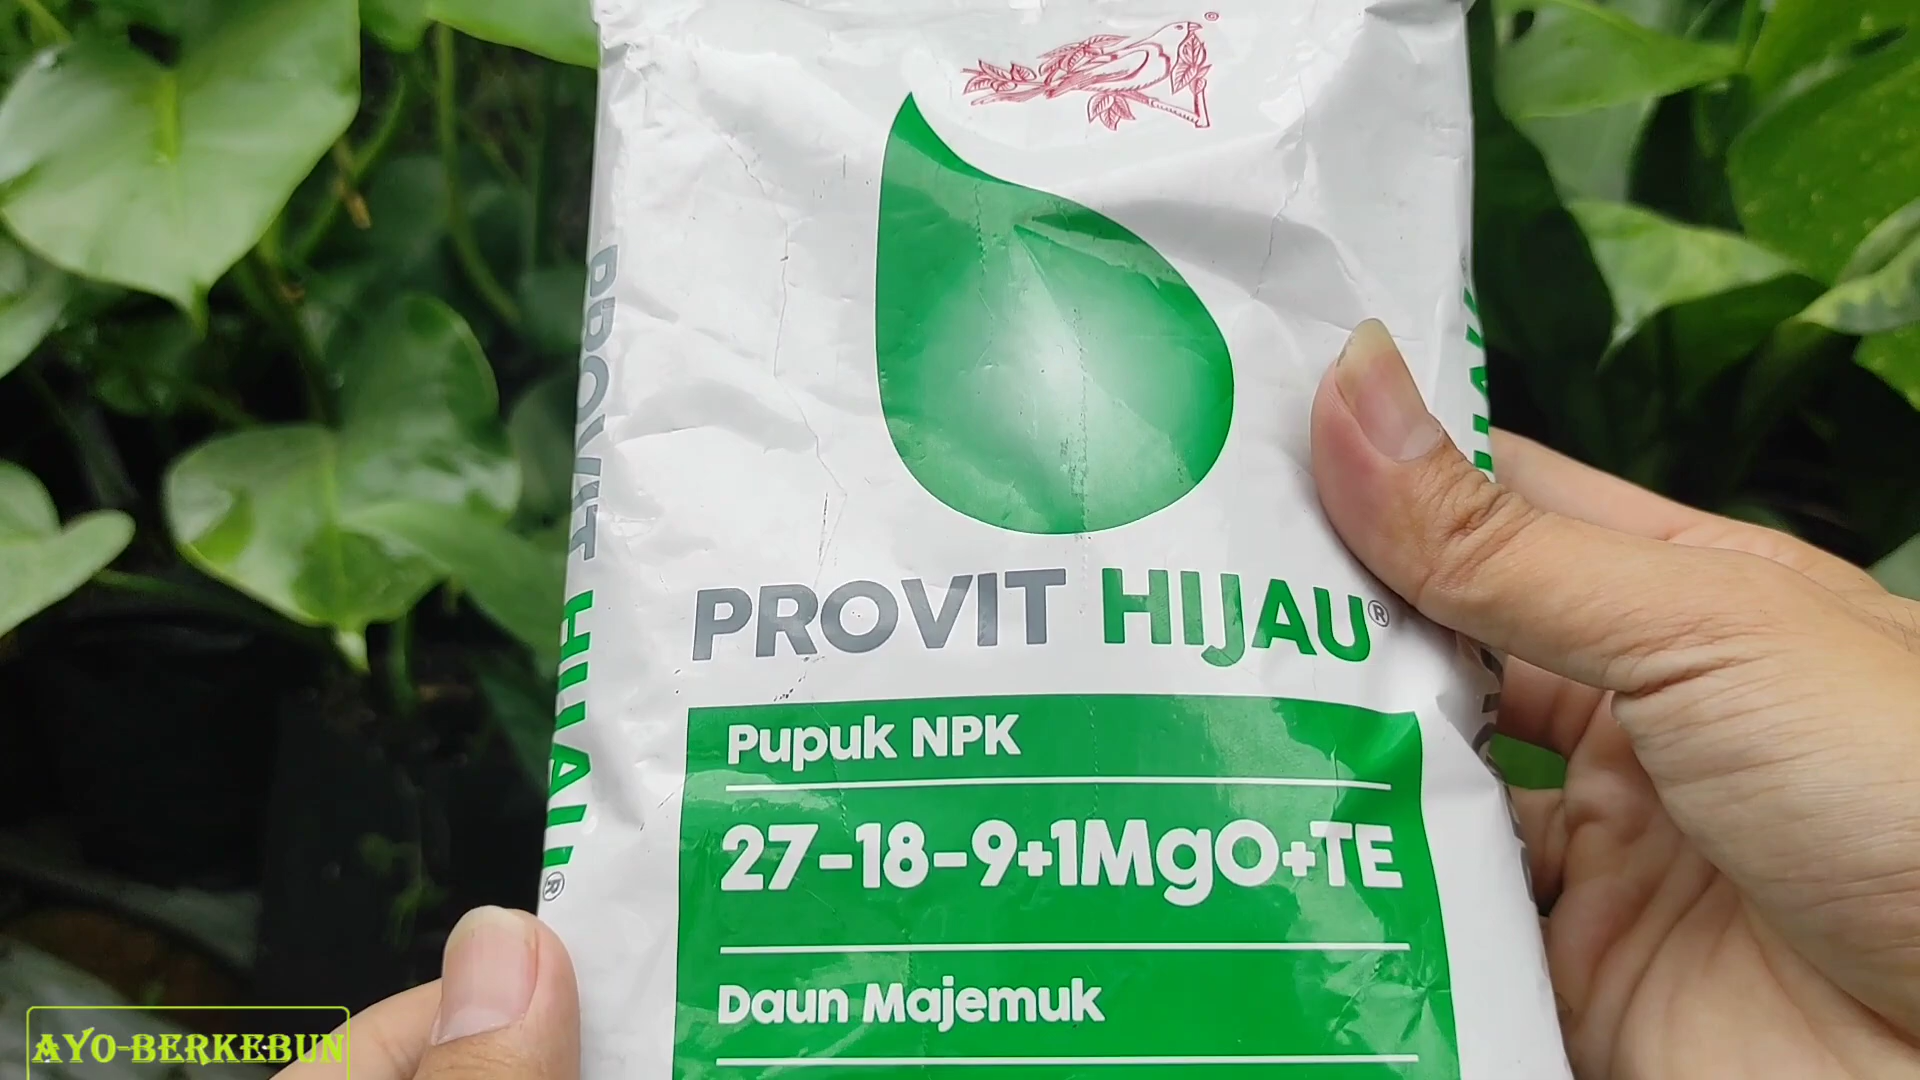 PROVIT HIJAU®
PROVIT HIJAU®
Pupuk NPK
27-18-9+1MgO+TE
Daun Majemuk
AYO-BERKEBUN